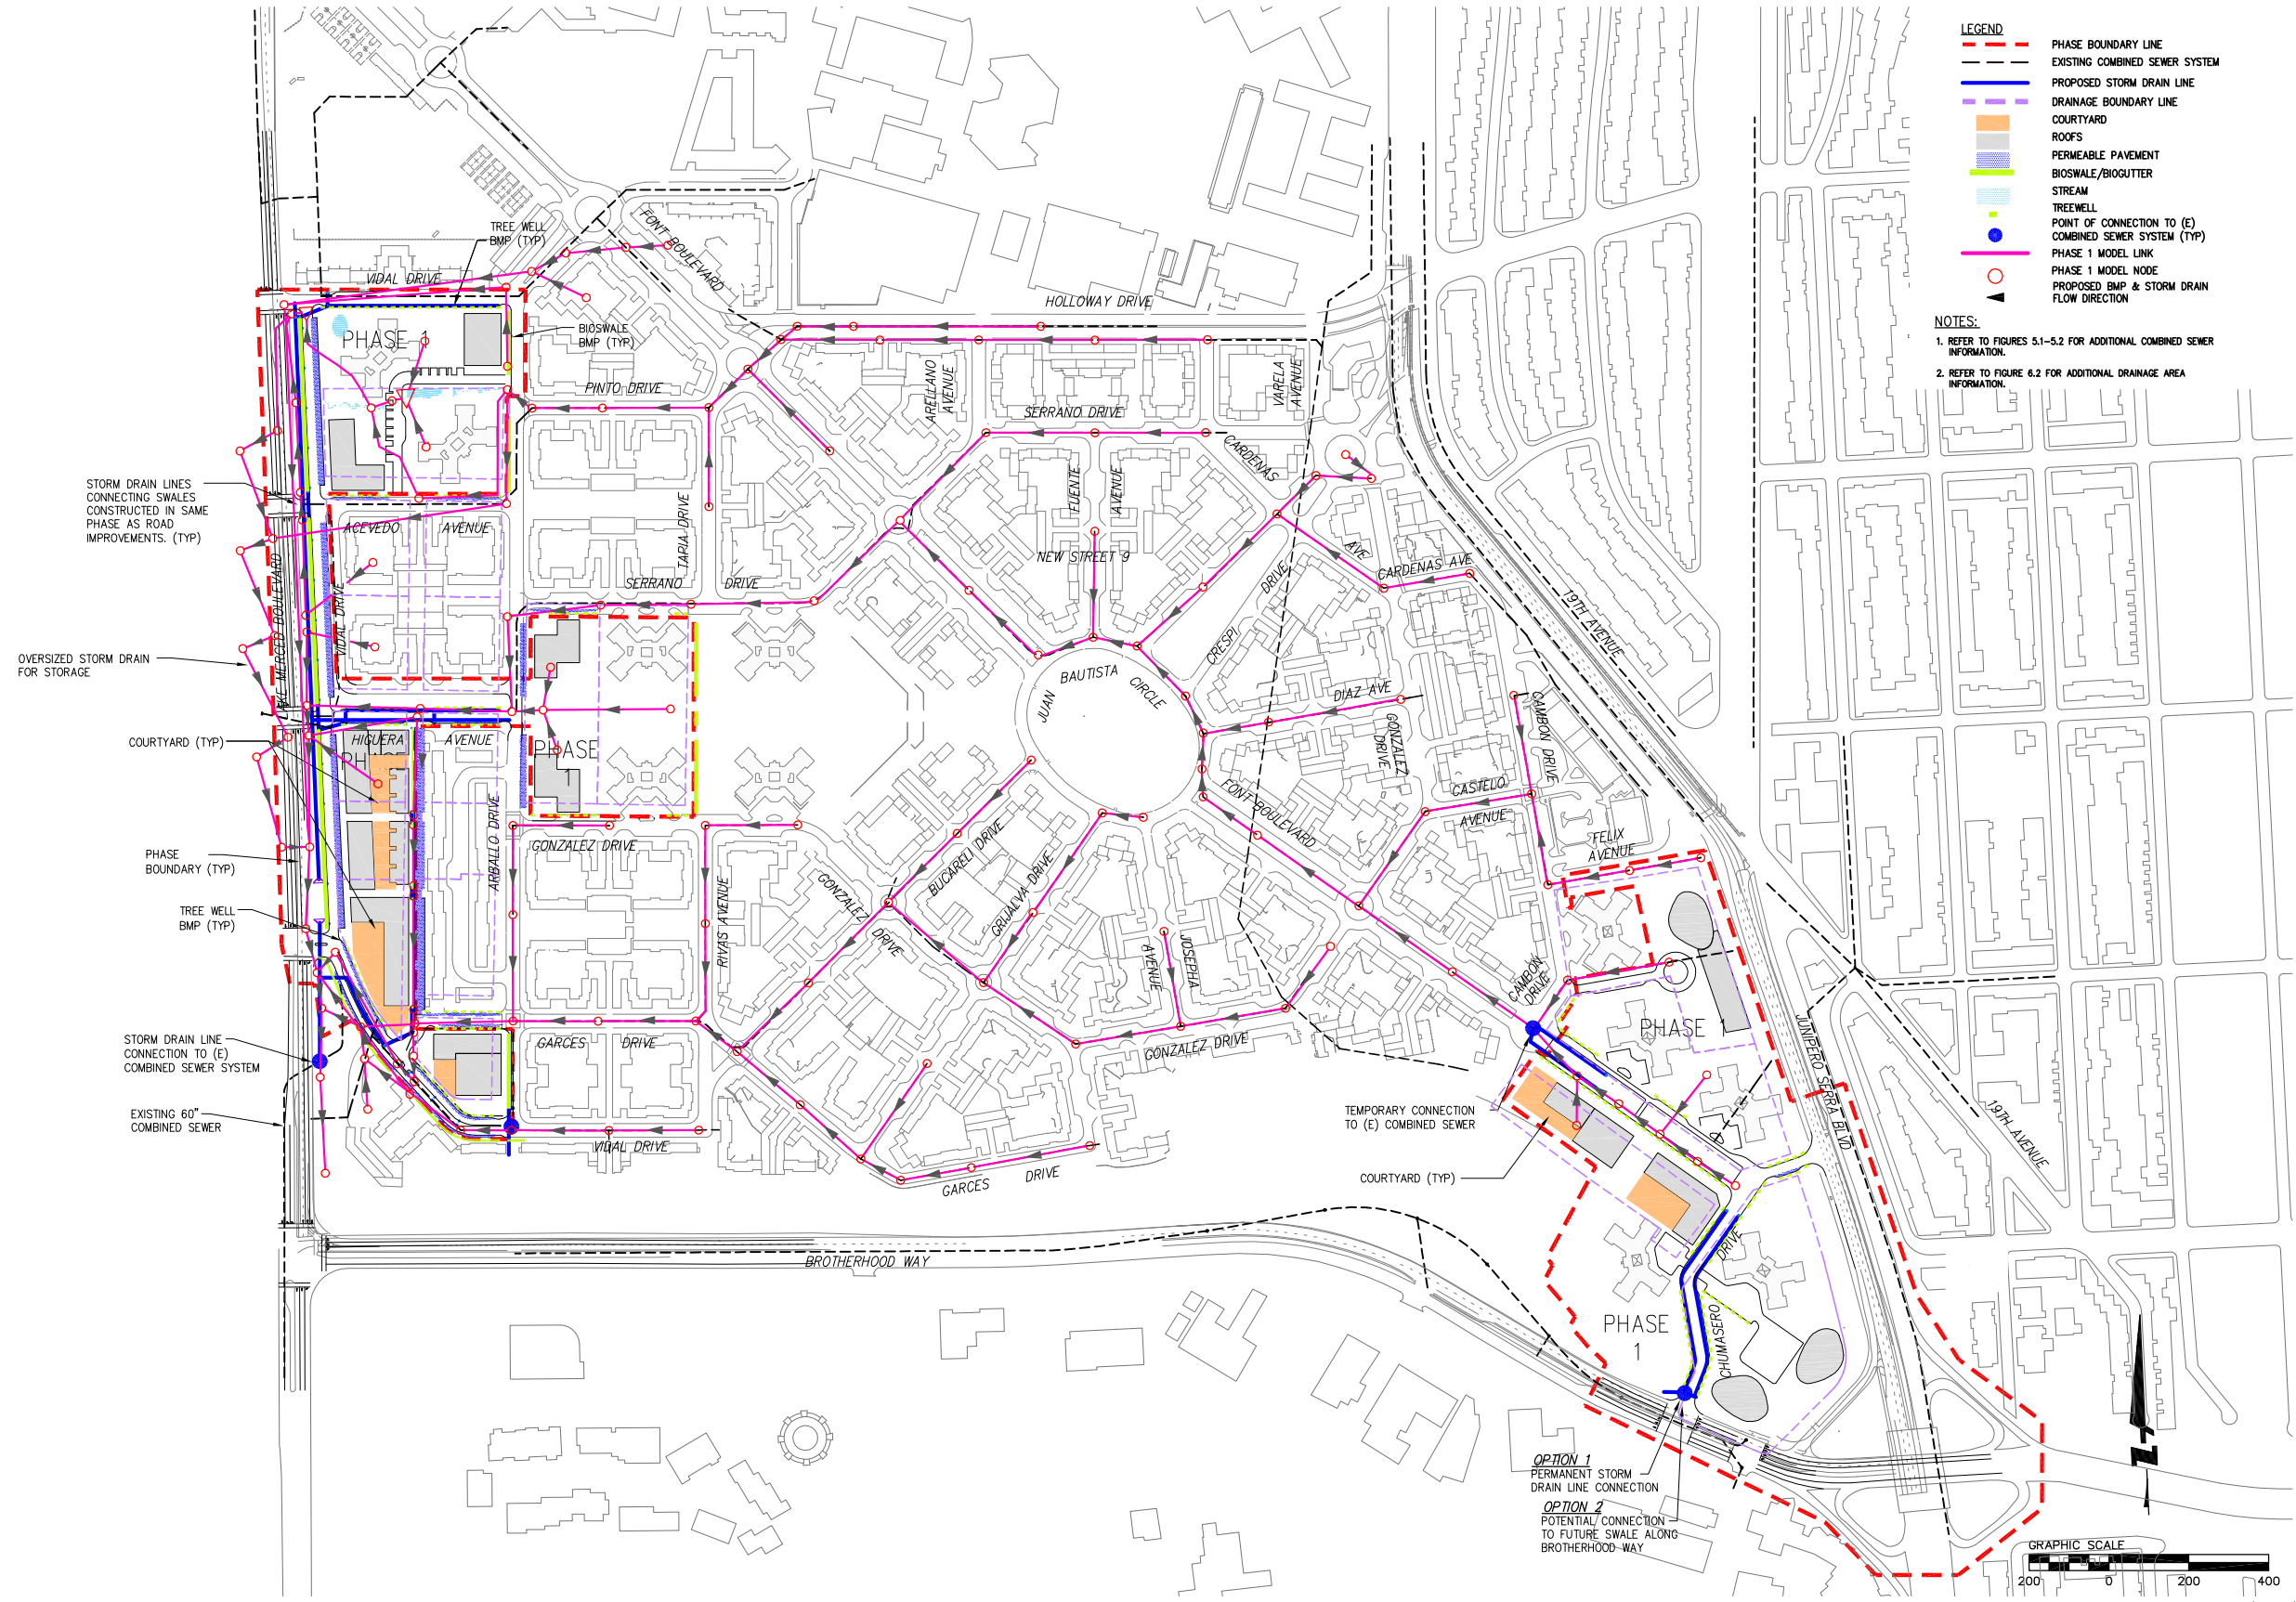 LEGEND
PHASE BOUNDARY LINE
EXISTING COMBINED SEWER SYSTEM
PROPOSED STORM DRAIN LINE
DRAINAGE BOUNDARY LINE
COURTYARD
ROOFS
PERMEABLE PAVEMENT
BIOSWALE/BIOGUTTER
STREAM
TREEWELL
POINT OF CONNECTION TO (E)
COMBINED SEWER SYSTEM (TYP)
PHASE 1 MODEL LINK
PHASE 1 MODEL NODE
PROPOSED BMP & STORM DRAIN
FLOW DIRECTION
NOTES:
1. REFER TO FIGURES 5.1-5.2 FOR ADDITIONAL COMBINED SEWER
INFORMATION.
2. REFER TO FIGURE 6.2 FOR ADDITIONAL DRAINAGE AREA
INFORMATION.
TREE WELL
BMP (TYP)
FONT BOULEVARD
VIDAL DRIVE
HOLLOWAY DRIVE
PHASE 1
BIOSWALE
BMP (TYP)
PINTO DRIVE
ARELLANO
AVENUE
VARELA
AVENUE
SERRANO DRIVE
CARDENAS
AVE
STORM DRAIN LINES
CONNECTING SWALES
CONSTRUCTED IN SAME
PHASE AS ROAD
IMPROVEMENTS. (TYP)
ACEVEDO AVENUE
TAPIA DRIVE
FUENTE
AVENUE
NEW STREET 9
CARDENAS AVE
SERRANO DRIVE
DRIVE
CRESPI
19TH AVENUE
LAKE MERCED BOULEVARD
VIDAL DRIVE
OVERSIZED STORM DRAIN
FOR STORAGE
JUAN
BAUTISTA
CIRCLE
DIAZ AVE
GONZALEZ
DRIVE
CAMBON DRIVE
COURTYARD (TYP)
HIGUERA AVENUE
PH
PHASE
1
CASTELO
AVENUE
FONT BOULEVARD
FELIX
AVENUE
PHASE
BOUNDARY (TYP)
ARBALLO DRIVE
GONZALEZ DRIVE
BUCARELI DRIVE
GRIJALVA DRIVE
TREE WELL
BMP (TYP)
RIVAS AVENUE
GONZALEZ
DRIVE
AVENUE
JOSEPHA
CAMBON
DRIVE
PHASE
STORM DRAIN LINE
CONNECTION TO (E)
COMBINED SEWER SYSTEM
GARCES DRIVE
GONZALEZ DRIVE
JUNIPERO SERRA BLVD
EXISTING 60"
COMBINED SEWER
VIDAL DRIVE
TEMPORARY CONNECTION
TO (E) COMBINED SEWER
19TH AVENUE
COURTYARD (TYP)
GARCES DRIVE
BROTHERHOOD WAY
DRIVE
CHUMASERO
PHASE
1
OPTION 1
PERMANENT STORM
DRAIN LINE CONNECTION
OPTION 2
POTENTIAL CONNECTION
TO FUTURE SWALE ALONG
BROTHERHOOD WAY
GRAPHIC SCALE
200 0 200 400